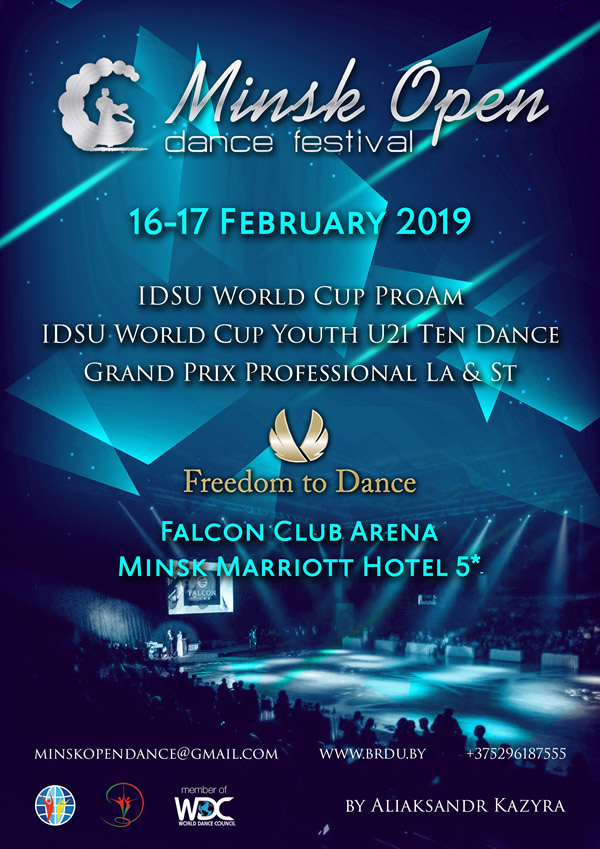 Minsk Open
dance festival
16-17 February 2019
IDSU World Cup ProAm
IDSU World Cup Youth U21 Ten Dance
Grand Prix Professional La & St
Freedom to Dance
Falcon Club Arena
Minsk Marriott Hotel 5*
FALCON
minskopendance@gmail.com www.brdu.by +375296187555
member of
WDC
WORLD DANCE COUNCIL
by Aliaksandr Kazyra